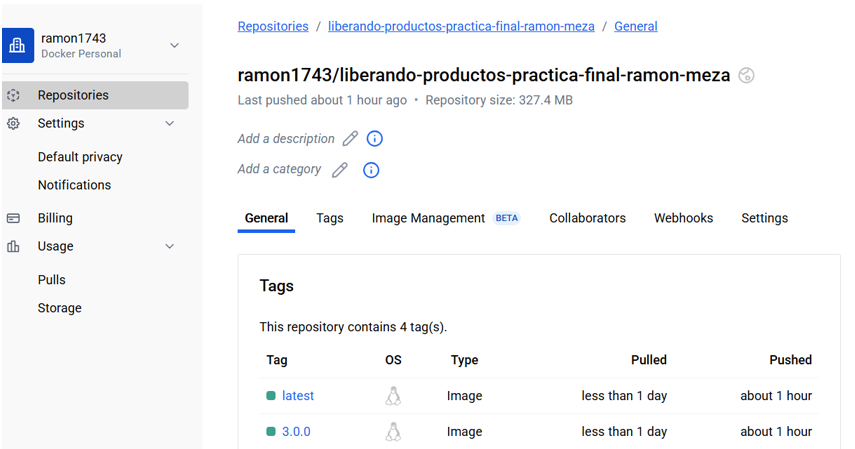 ramon1743
Docker Personal
Repositories
Settings
Default privacy
Notifications
Billing
Usage
Pulls
Storage
Repositories / liberando-productos-practica-final-ramon-meza / General
ramon1743/liberando-productos-practica-final-ramon-meza
Last pushed about 1 hour ago • Repository size: 327.4 MB
Add a description
Add a category
General Tags Image Management BETA Collaborators Webhooks Settings
Tags
This repository contains 4 tag(s).
Tag OS Type Pulled Pushed
latest Image less than 1 day about 1 hour
3.0.0 Image less than 1 day about 1 hour